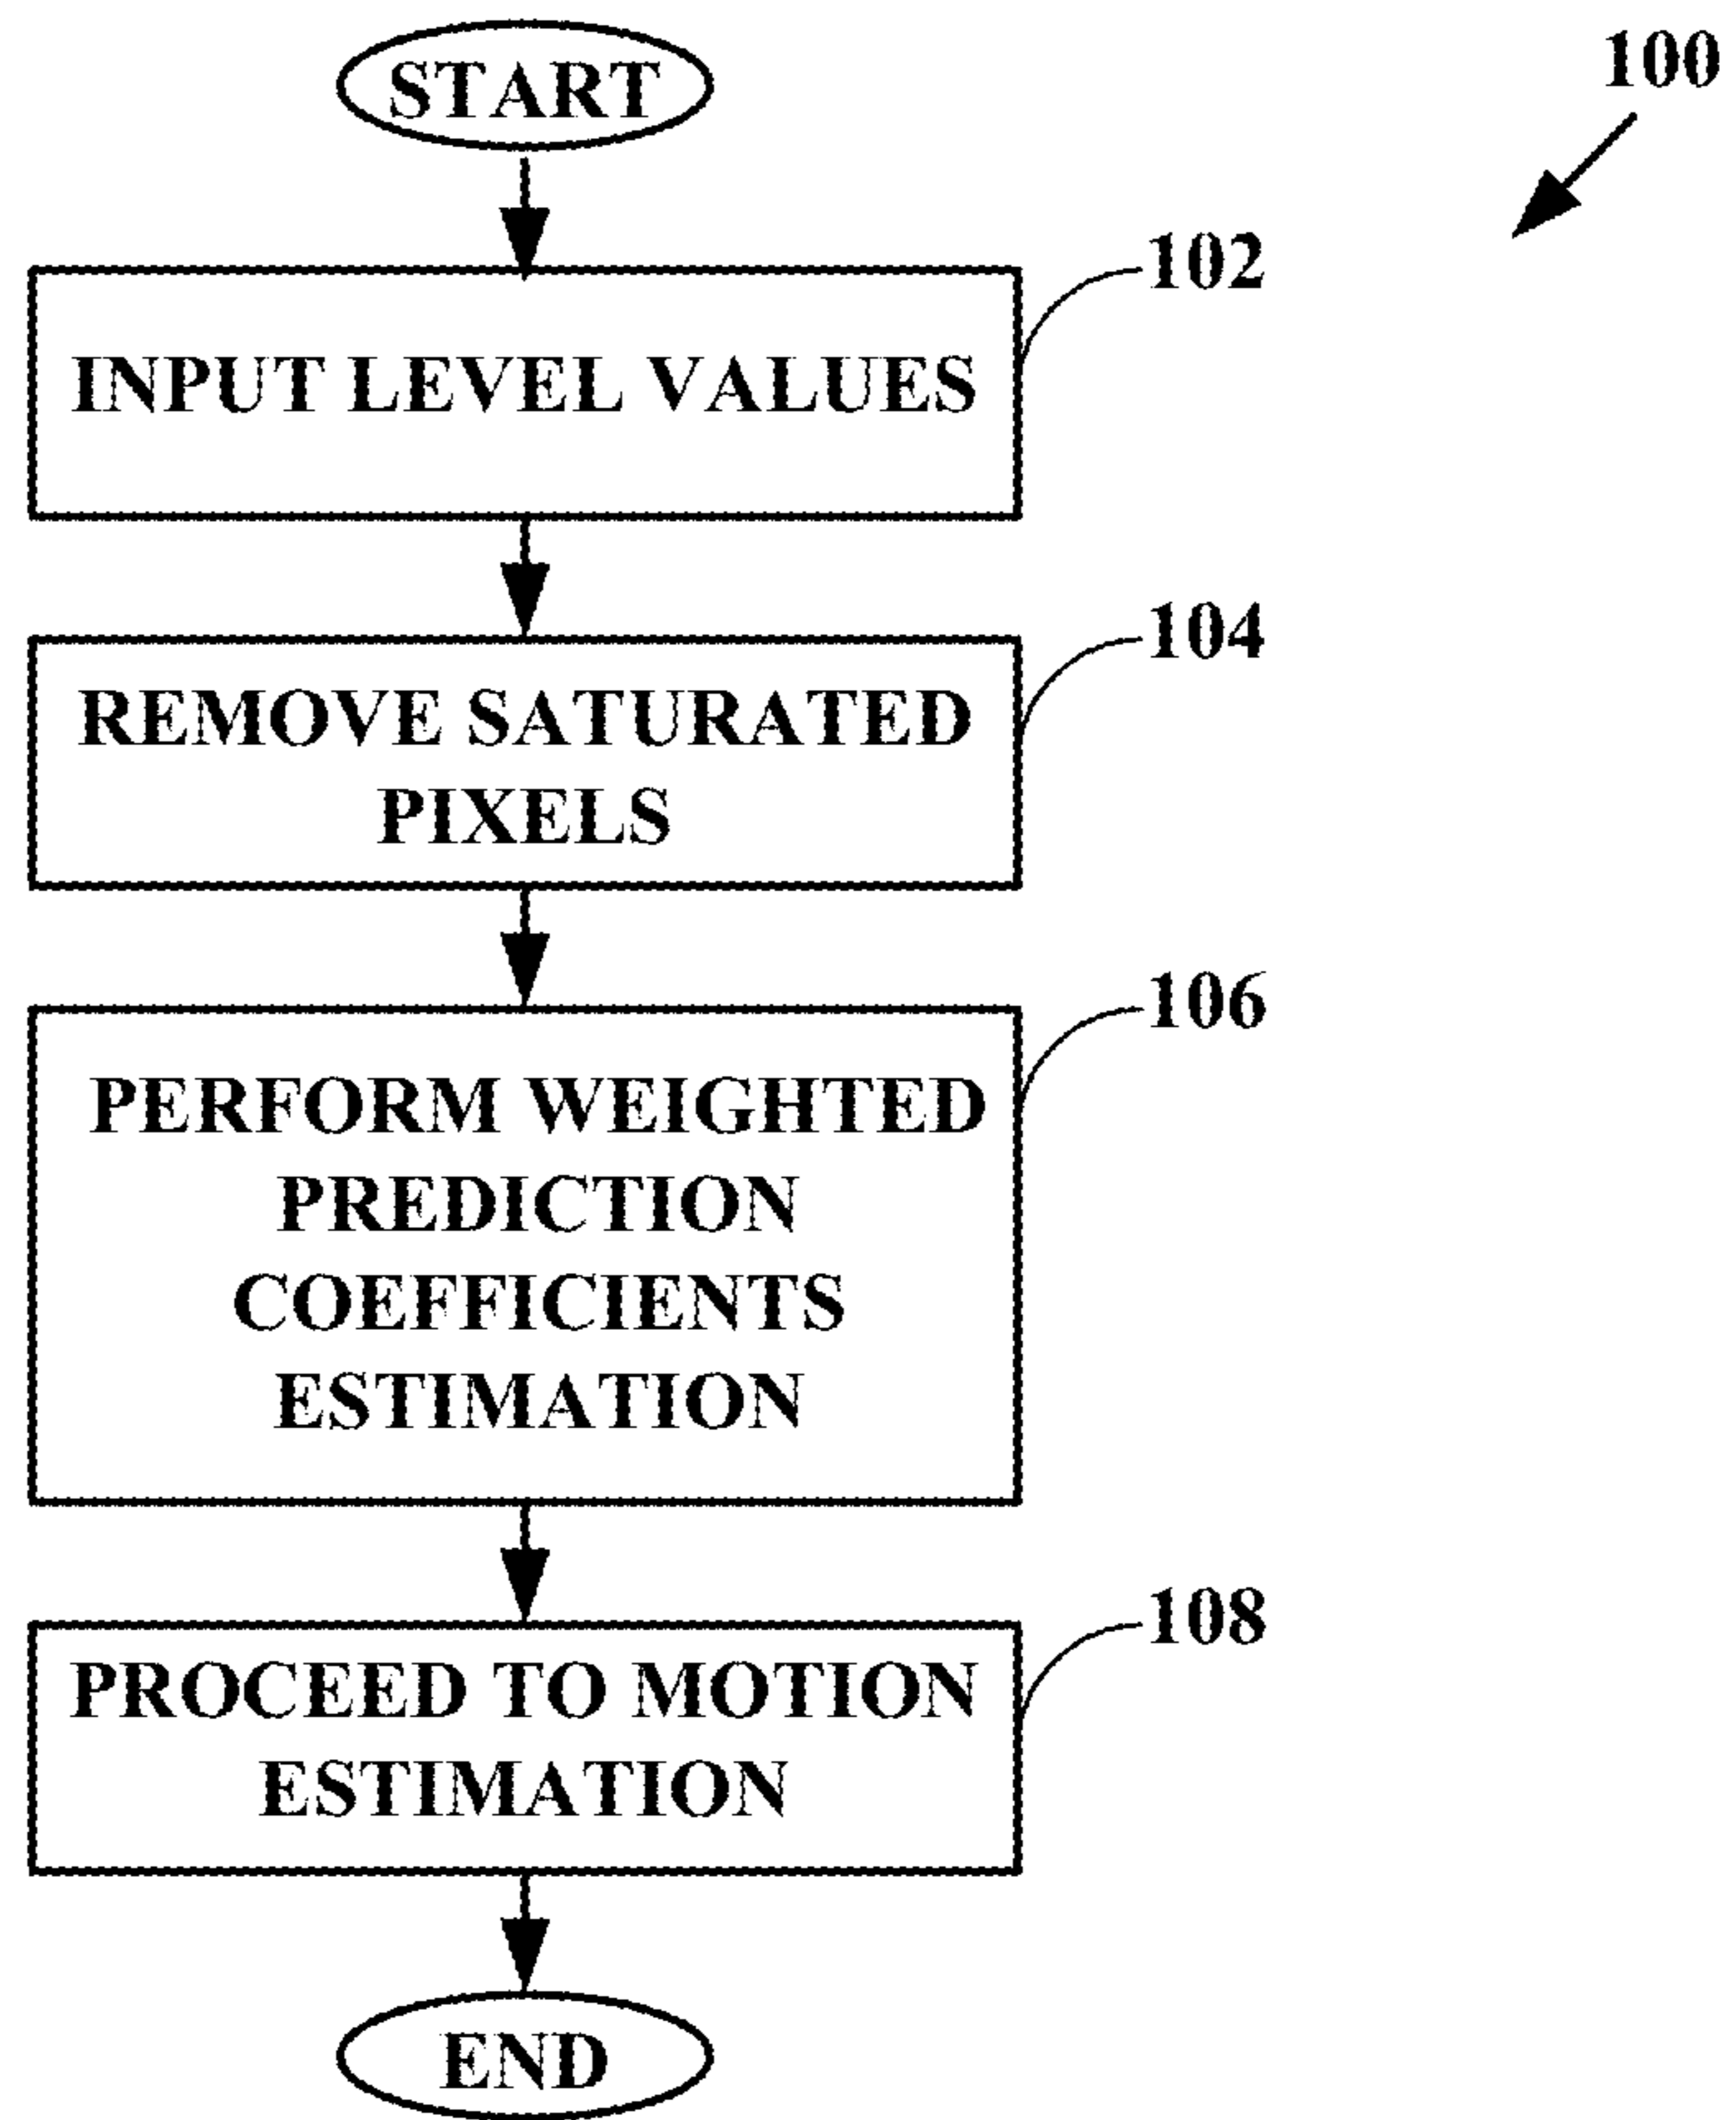 START
100
102
INPUT LEVEL VALUES
104
REMOVE SATURATED
PIXELS
106
PERFORM WEIGHTED
PREDICTION
COEFFICIENTS
ESTIMATION
108
PROCEED TO MOTION
ESTIMATION
END